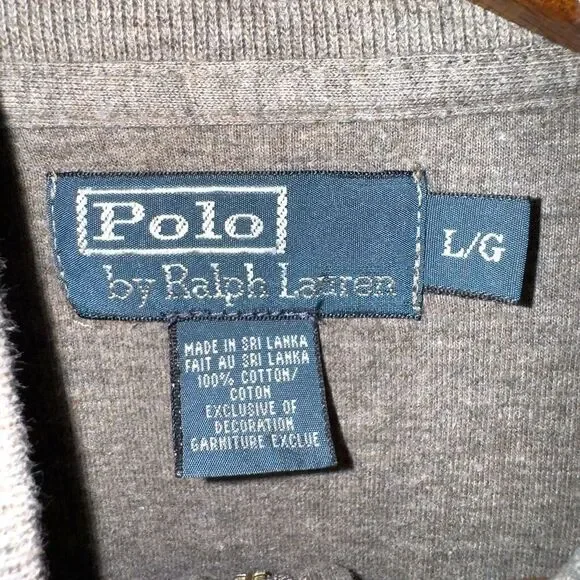 Polo
by Ralph Lauren
L/G
MADE IN SRI LANKA
FAIT AU SRI LANKA
100% COTTON/
COTON
EXCLUSIVE OF
DECORATION
GARNITURE EXCLUE